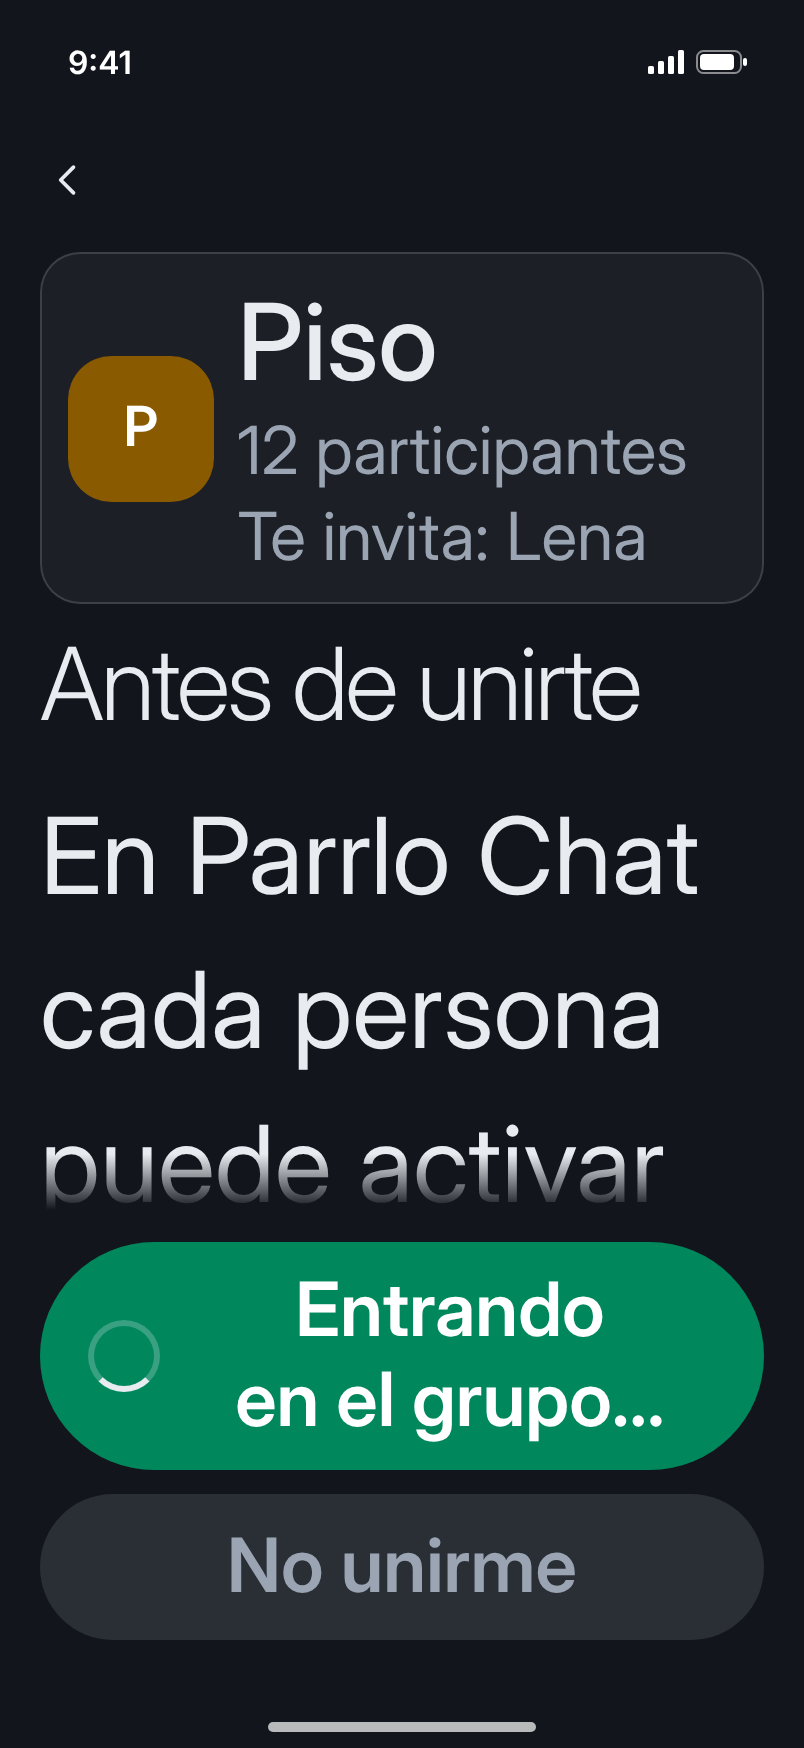 9:41
Piso
P
12 participantes
Te invita: Lena
Antes de unirte
En Parrlo Chat
cada persona
puede activar
Entrando
en el grupo...
No unirme